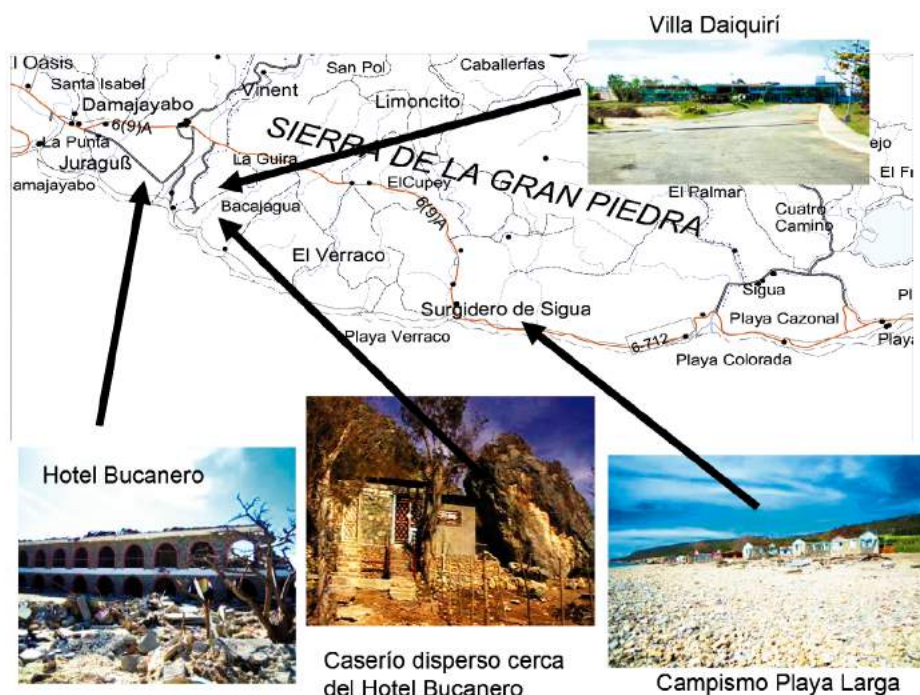 Villa Daiquirí
l Oasis
Santa Isabel
Damajayabo
6(9)A
La Punta
Juraguß
amajayabo
Vinent
San Pol
Caballerfas
Limoncito
SIERRA DE LA GRAN PIEDRA
La Guira
ElCupey
6(9)A
Bacajagua
El Verraco
ejo
El Palmar
El Fr
Cuatro
Camino
Surgidero de Sigua
Sigua
Pl
Playa Verraco
Playa Cazonal
6-712
Playa Colorada
Playa
Hotel Bucanero
Caserío disperso cerca
del Hotel Bucanero
Campismo Playa Larga